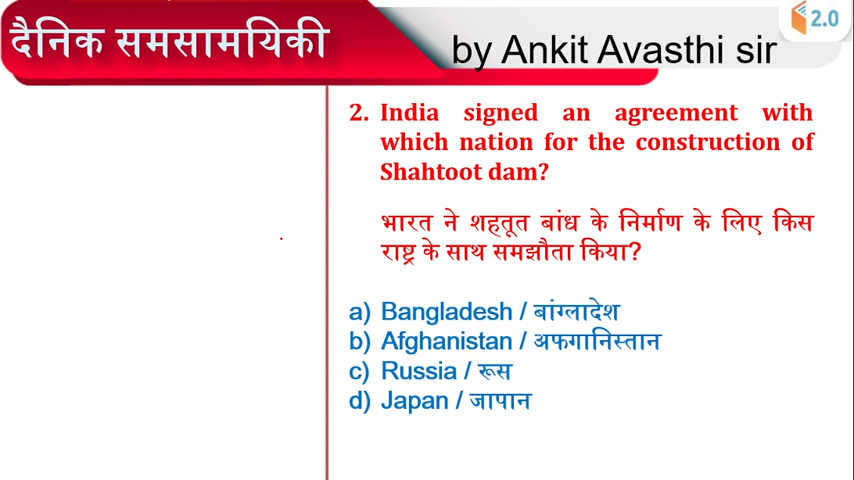 दैनिक समसामयिकी
by Ankit Avasthi sir
2.0
2. India signed an agreement with
which nation for the construction of
Shahtoot dam?
भारत ने शहतूत बांध के निर्माण के लिए किस
राष्ट्र के साथ समझौता किया?
a) Bangladesh / बांग्लादेश
b) Afghanistan / अफगानिस्तान
c) Russia / रूस
d) Japan / जापान